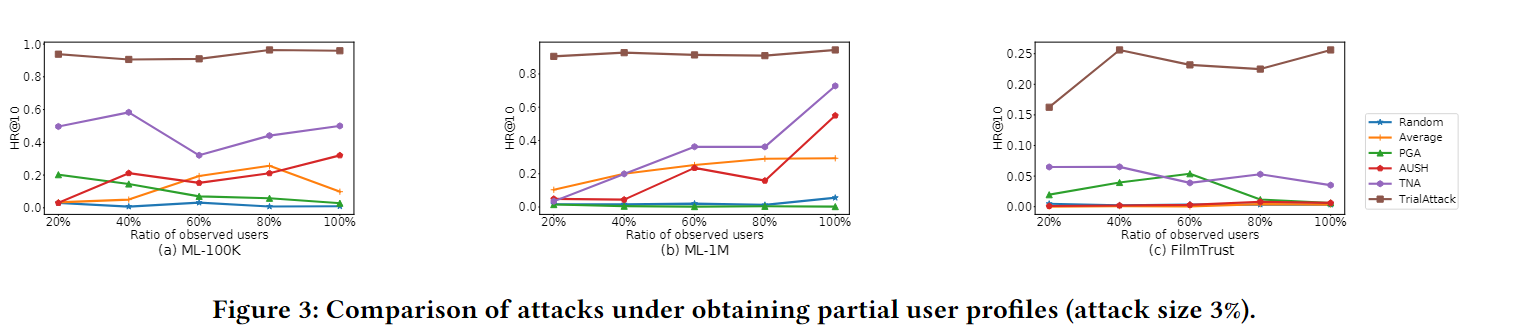 HR@10
1.0
0.8
0.6
0.4
0.2
0.0
20% 40% 60% 80% 100%
Ratio of observed users
(a) ML-100K
HR@10
0.8
0.6
0.4
0.2
0.0
20% 40% 60% 80% 100%
Ratio of observed users
(b) ML-1M
HR@10
0.25
0.20
0.15
0.10
0.05
0.00
20% 40% 60% 80% 100%
Ratio of observed users
(c) FilmTrust
Random
Average
PGA
AUSH
TNA
TrialAttack
Figure 3: Comparison of attacks under obtaining partial user profiles (attack size 3%).